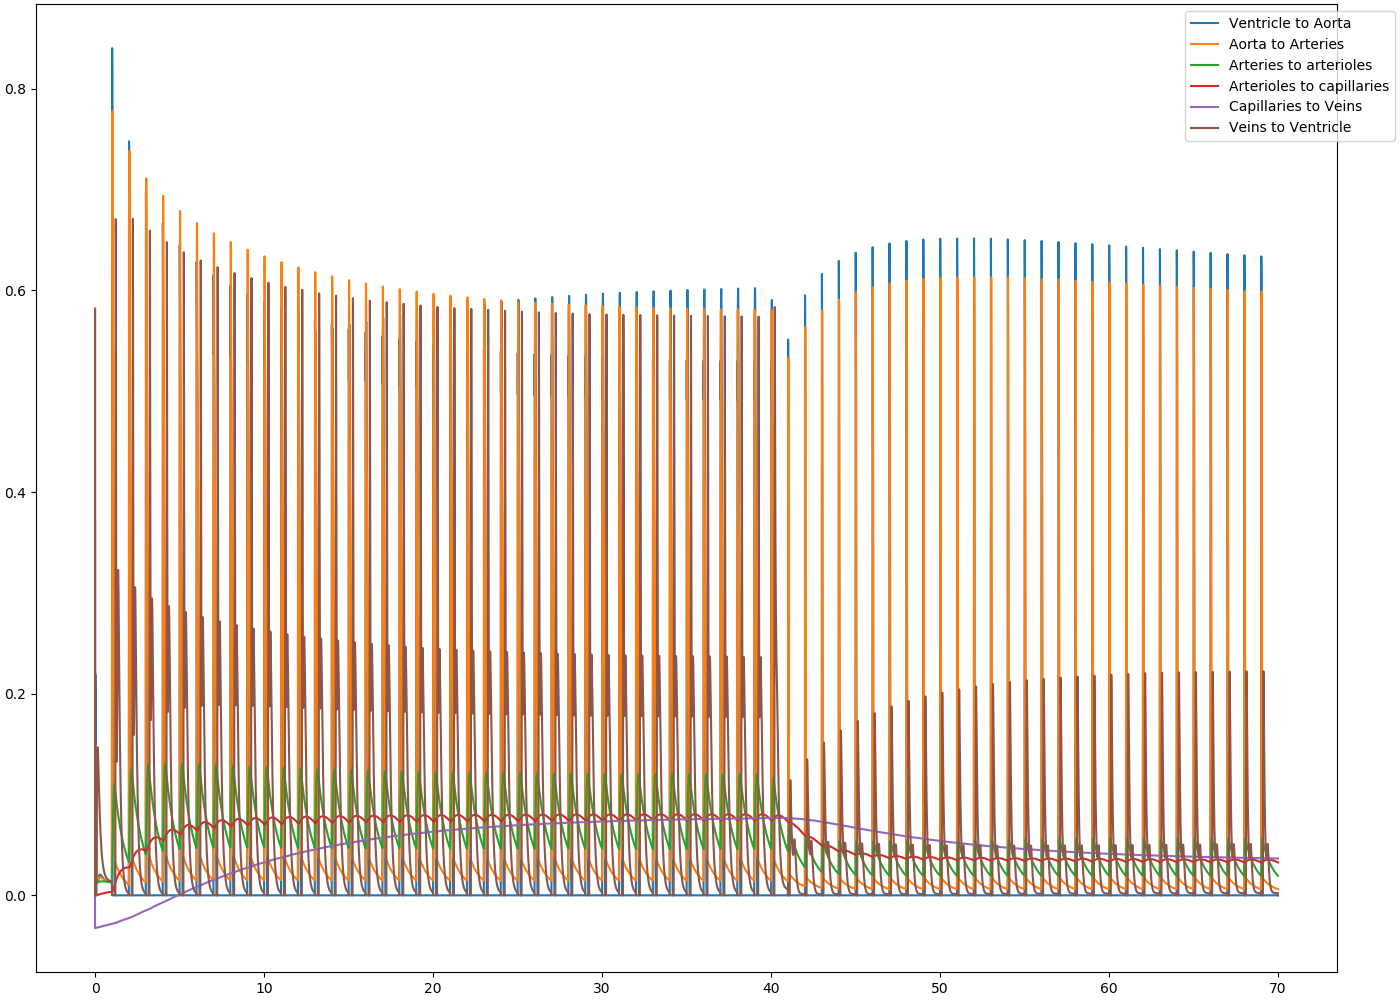 Ventricle to Aorta
Aorta to Arteries
Arteries to arterioles
Arterioles to capillaries
Capillaries to Veins
Veins to Ventricle
0.8
0.6
0.4
0.2
0.0
0 10 20 30 40 50 60 70